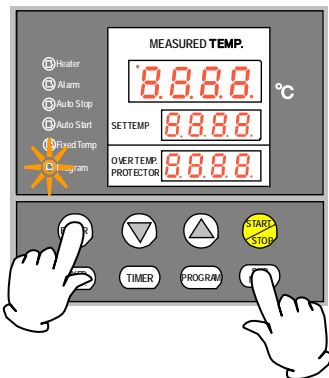 MEASURED TEMP.
Heater
Alarm
8.8.8.8.
°C
Auto Stop
Auto Start
SET TEMP
8.8.8.8.
Fixed Temp
OVER TEMP.
PROTECTOR
8.8.8.8.
START
STOP
TIMER
PROGRAM